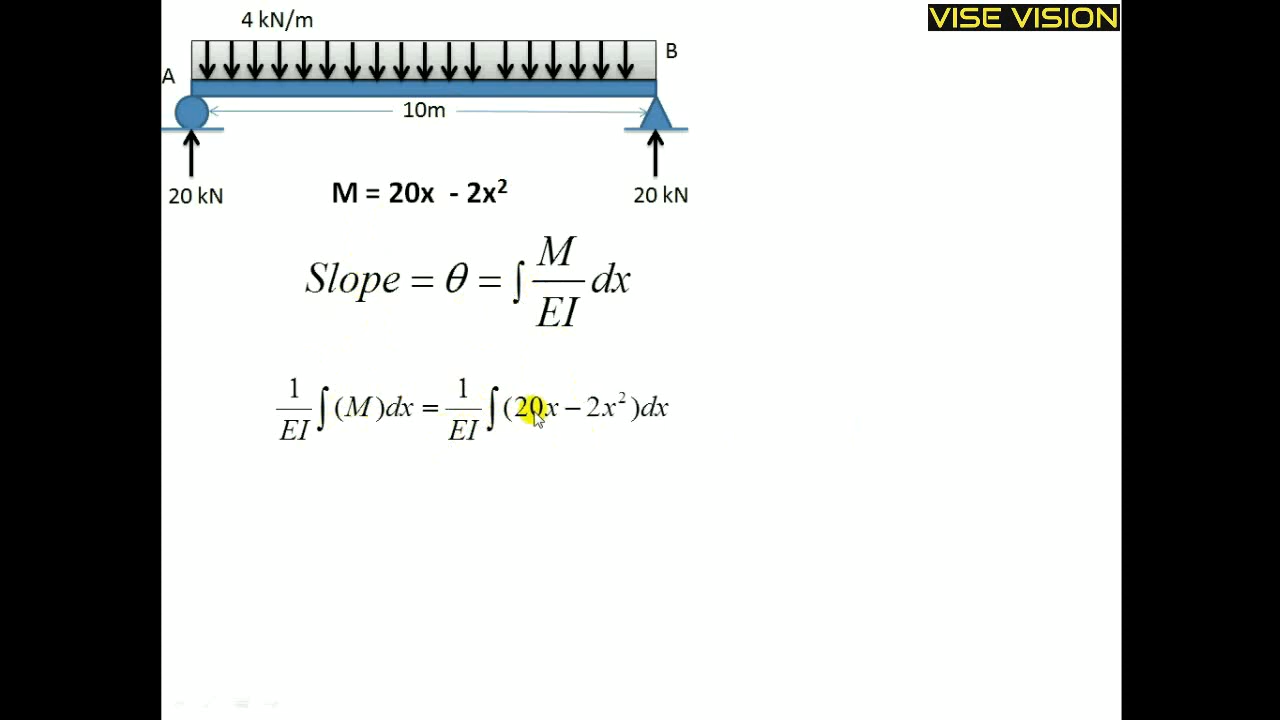 VISE VISION
4 kN/m
A
B
10m
20 kN
20 kN
M = 20x - 2x²
Slope = θ = ∫ M/EI dx
1/EI ∫ (M)dx = 1/EI ∫ (20x − 2x²)dx